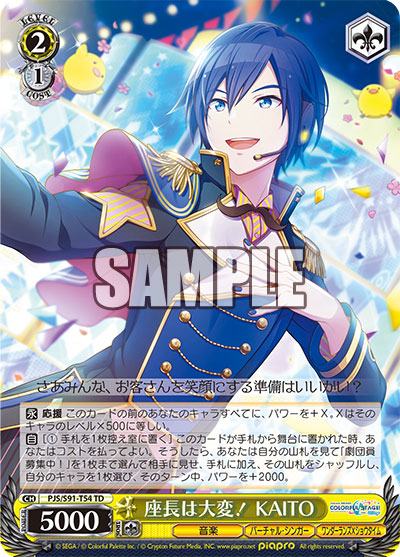 LEVEL
2
1
COST
SAMPLE
さあみんな、お客さんを笑顔にする準備はいいかい!?
永 応援 このカードの前のあなたのキャラすべてに、パワーを+X。Xはそのキャラのレベル×500に等しい。
自 [① 手札を1枚控え室に置く] このカードが手札から舞台に置かれた時、あなたはコストを払ってよい。そうしたら、あなたは自分の山札を見て「劇団員募集中!」を1枚まで選んで相手に見せ、手札に加え、その山札をシャッフルし、自分のキャラを1枚選び、そのターン中、パワーを+2000。
CH PJS/S91-T54 TD
5000
座長は大変! KAITO
音楽
バーチャル・シンガー
ワンダーランズ×ショウタイム
COLORFUL STAGE!
© SEGA / © Colorful Palette Inc. / © Crypton Future Media, INC. www.piapro.net piapro